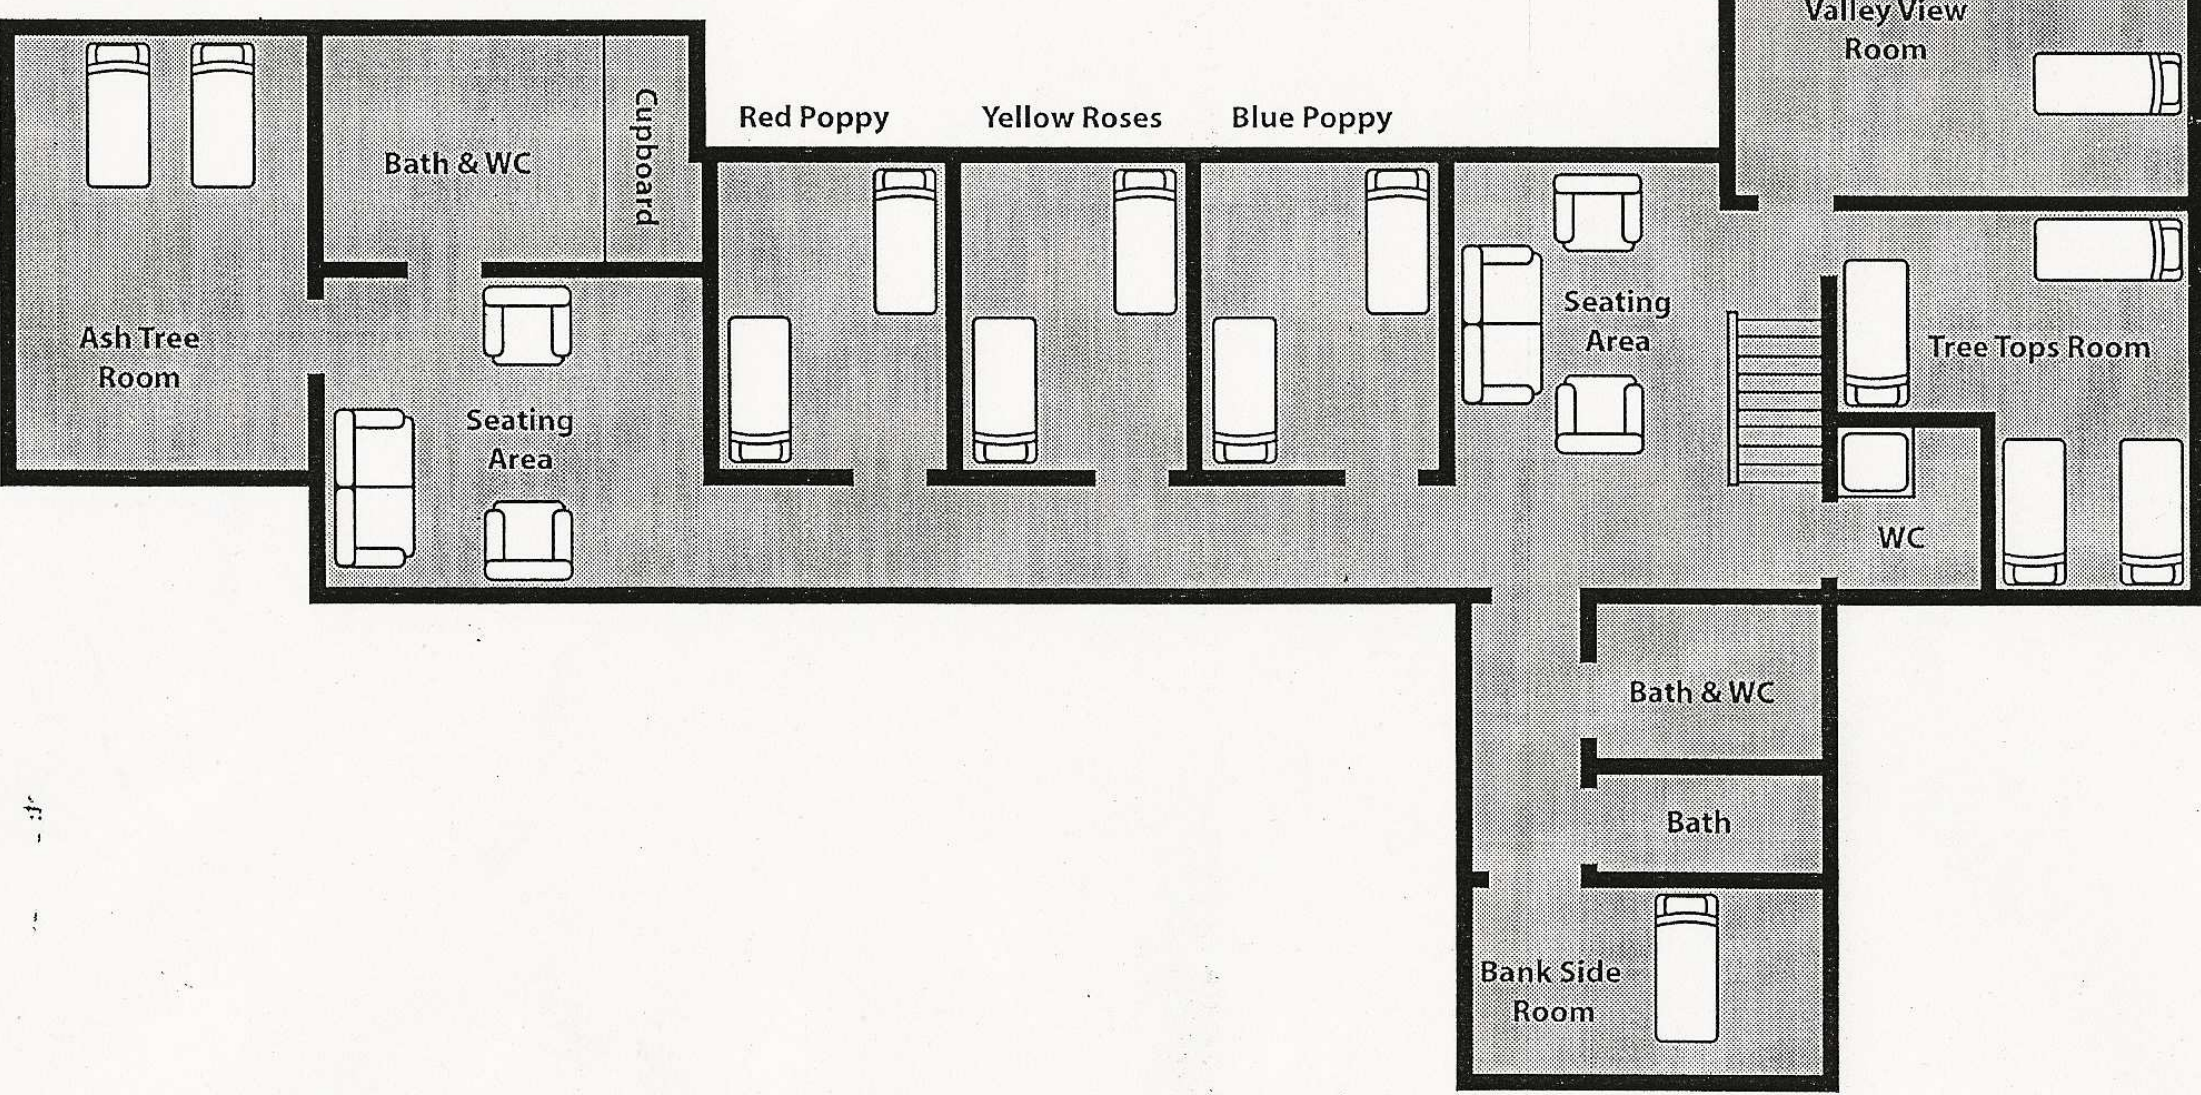 Valley View
Room
Red Poppy
Yellow Roses
Blue Poppy
Cupboard
Bath & WC
Ash Tree
Room
Seating
Area
Seating
Area
Tree Tops Room
WC
Bath & WC
Bath
Bank Side
Room